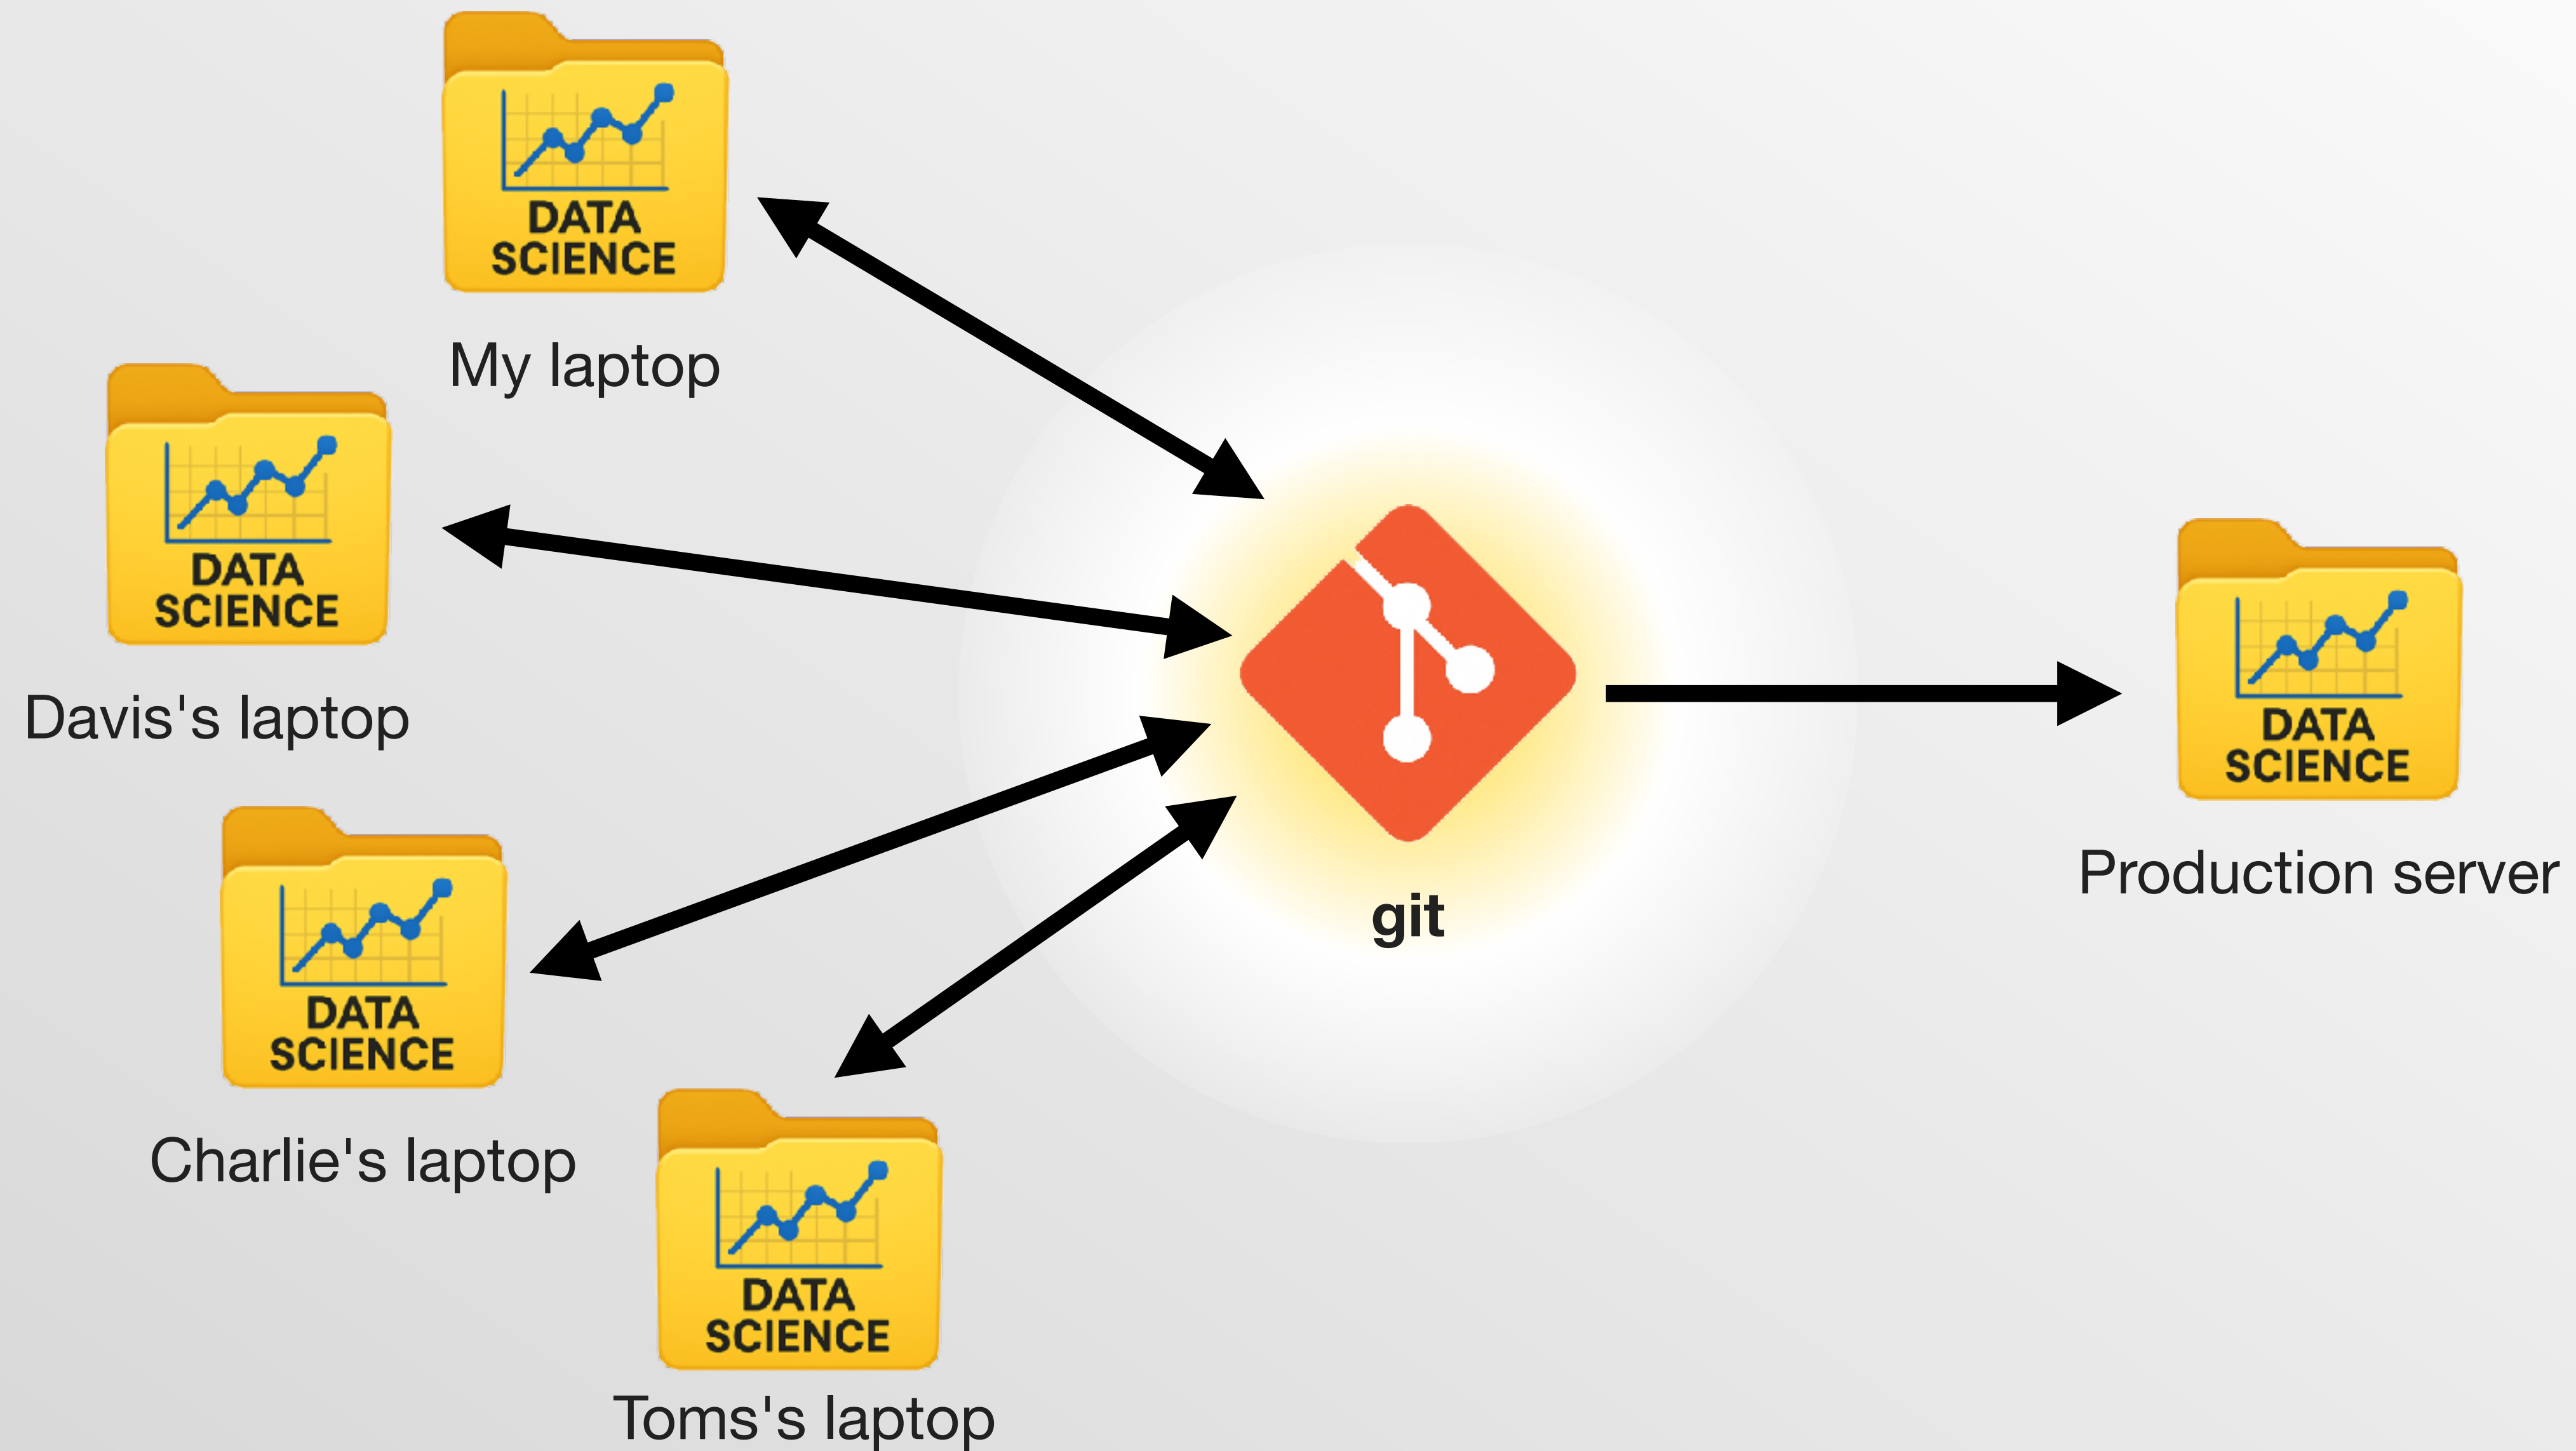 DATA
SCIENCE
My laptop
DATA
SCIENCE
Davis's laptop
DATA
SCIENCE
Charlie's laptop
DATA
SCIENCE
Toms's laptop
git
DATA
SCIENCE
Production server